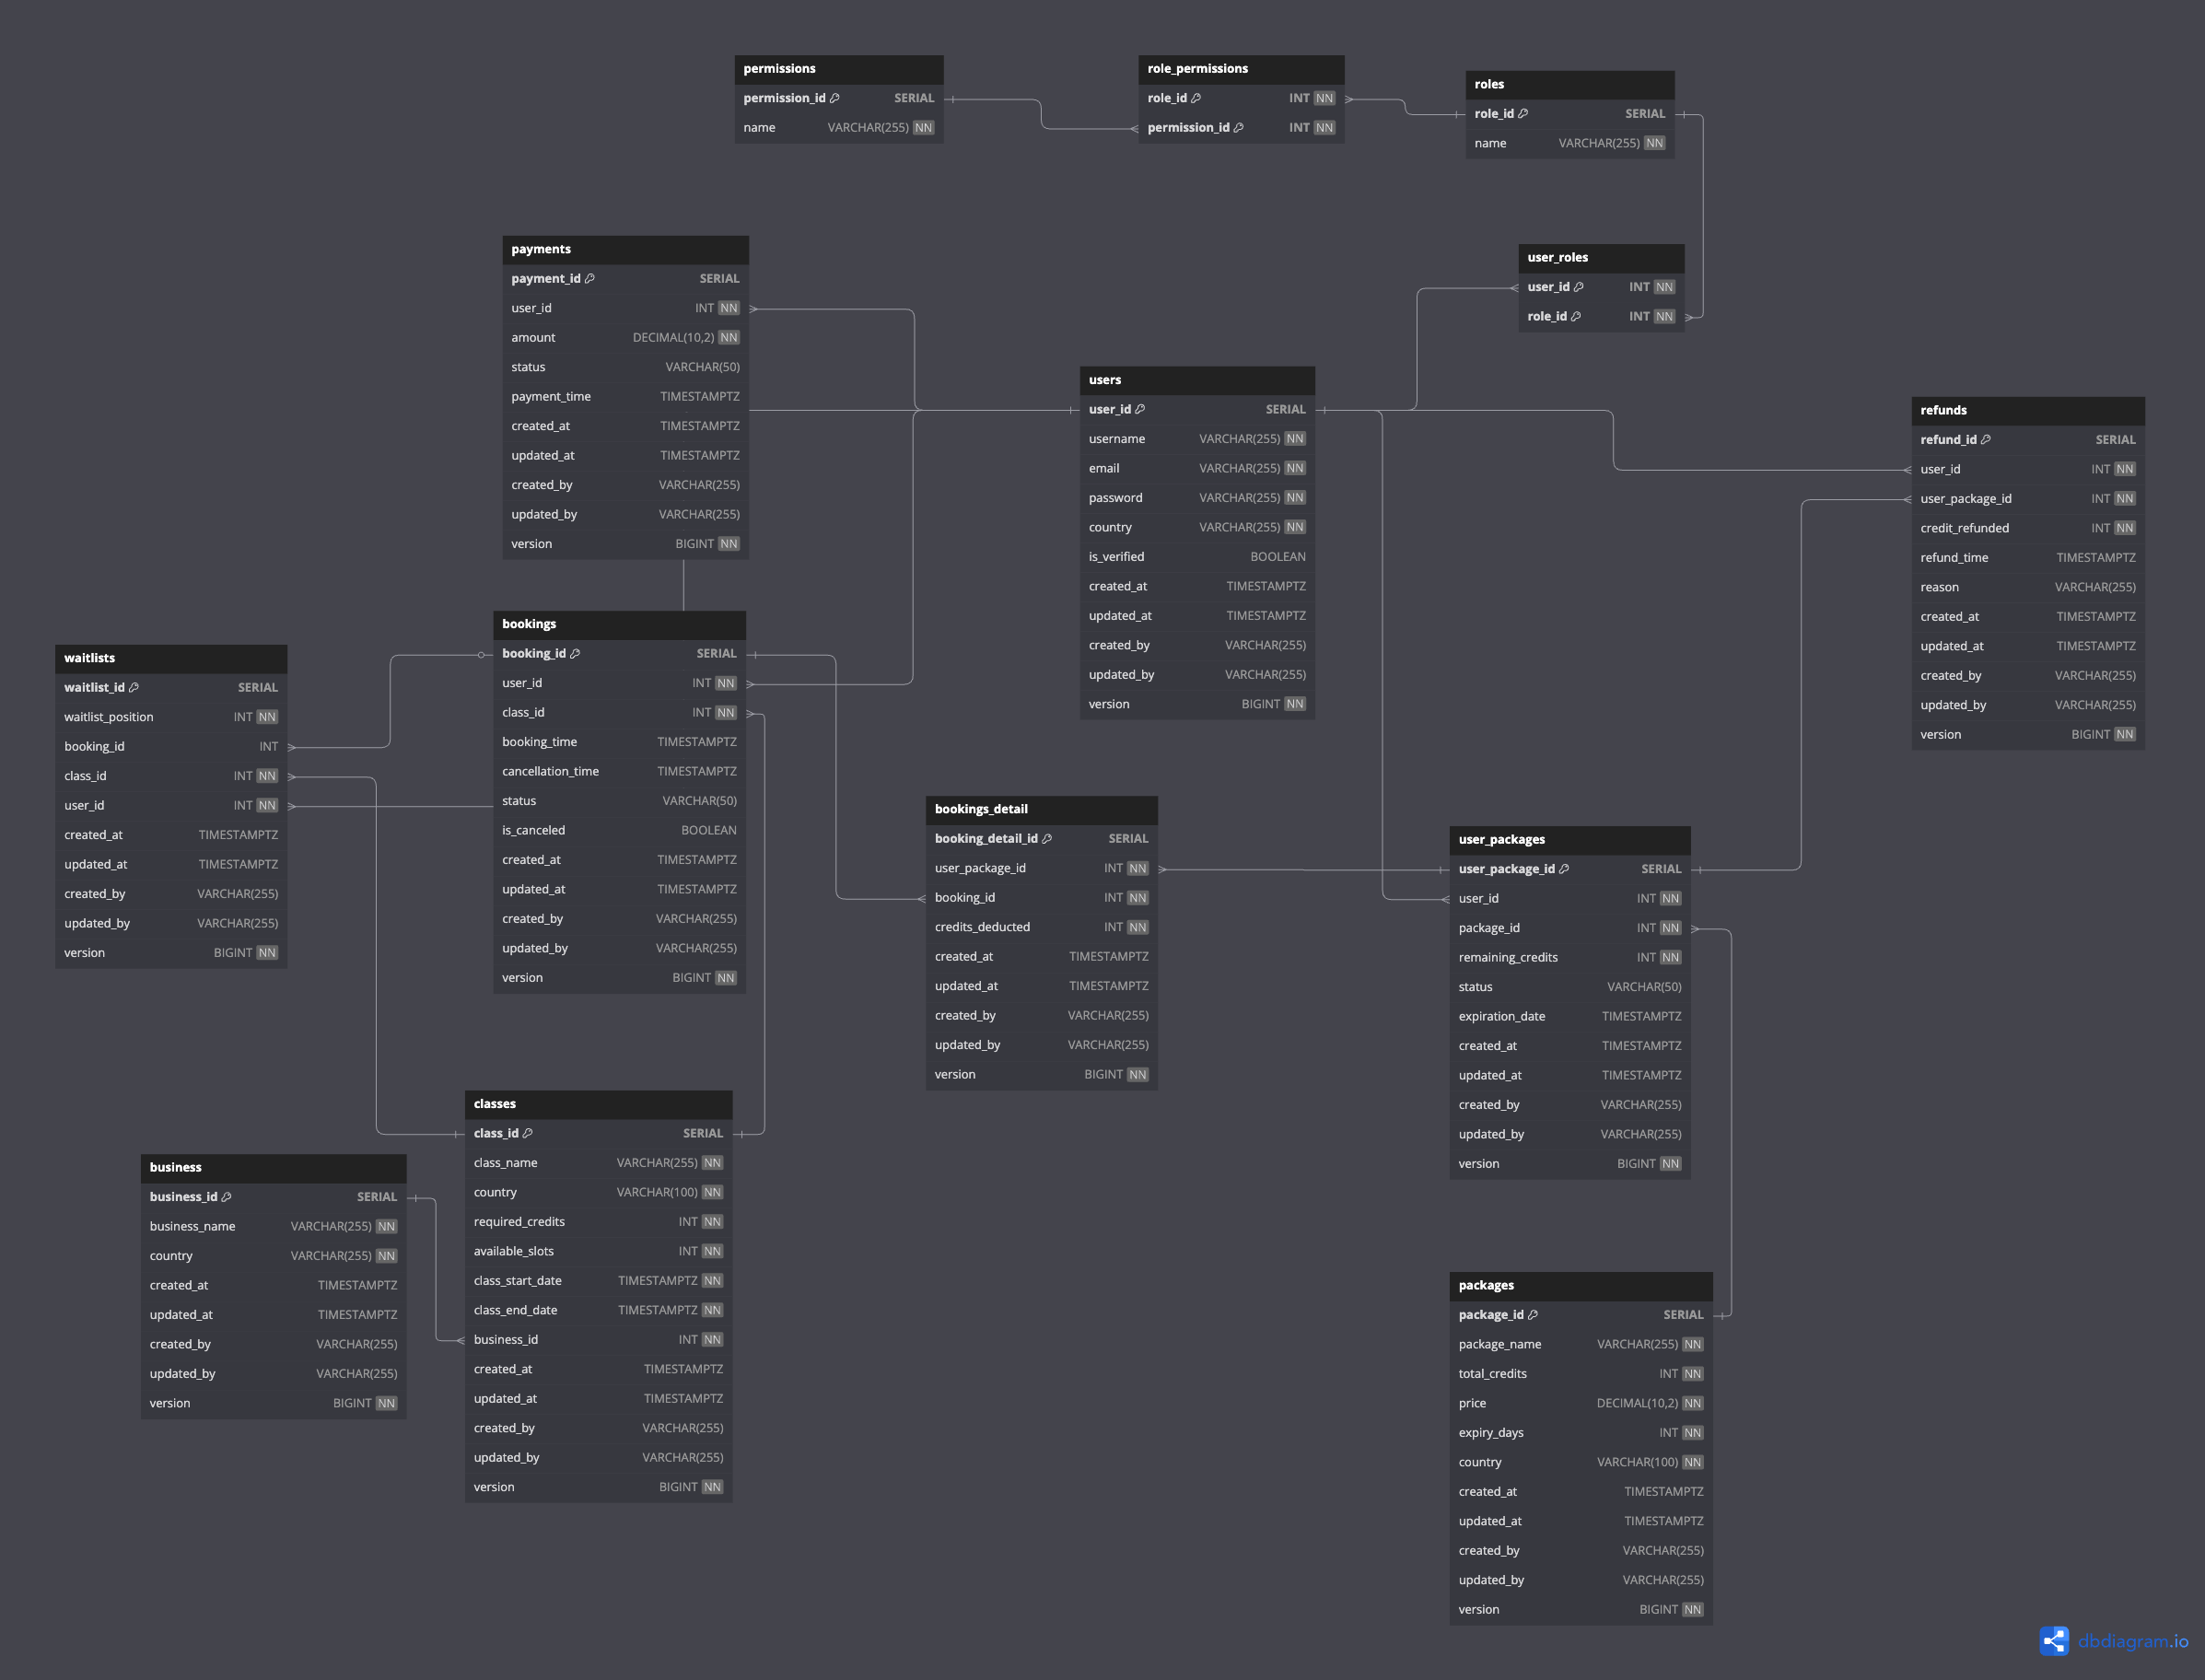 permissions
permission_id SERIAL
name VARCHAR(255) NN
role_permissions
role_id INT NN
permission_id INT NN
roles
role_id SERIAL
name VARCHAR(255) NN
payments
payment_id SERIAL
user_id INT NN
amount DECIMAL(10,2) NN
status VARCHAR(50)
payment_time TIMESTAMPTZ
created_at TIMESTAMPTZ
updated_at TIMESTAMPTZ
created_by VARCHAR(255)
updated_by VARCHAR(255)
version BIGINT NN
user_roles
user_id INT NN
role_id INT NN
users
user_id SERIAL
username VARCHAR(255) NN
email VARCHAR(255) NN
password VARCHAR(255) NN
country VARCHAR(255) NN
is_verified BOOLEAN
created_at TIMESTAMPTZ
updated_at TIMESTAMPTZ
created_by VARCHAR(255)
updated_by VARCHAR(255)
version BIGINT NN
refunds
refund_id SERIAL
user_id INT NN
user_package_id INT NN
credit_refunded INT NN
refund_time TIMESTAMPTZ
reason VARCHAR(255)
created_at TIMESTAMPTZ
updated_at TIMESTAMPTZ
created_by VARCHAR(255)
updated_by VARCHAR(255)
version BIGINT NN
waitlists
waitlist_id SERIAL
waitlist_position INT NN
booking_id INT
class_id INT NN
user_id INT NN
created_at TIMESTAMPTZ
updated_at TIMESTAMPTZ
created_by VARCHAR(255)
updated_by VARCHAR(255)
version BIGINT NN
bookings
booking_id SERIAL
user_id INT NN
class_id INT NN
booking_time TIMESTAMPTZ
cancellation_time TIMESTAMPTZ
status VARCHAR(50)
is_canceled BOOLEAN
created_at TIMESTAMPTZ
updated_at TIMESTAMPTZ
created_by VARCHAR(255)
updated_by VARCHAR(255)
version BIGINT NN
bookings_detail
booking_detail_id SERIAL
user_package_id INT NN
booking_id INT NN
credits_deducted INT NN
created_at TIMESTAMPTZ
updated_at TIMESTAMPTZ
created_by VARCHAR(255)
updated_by VARCHAR(255)
version BIGINT NN
user_packages
user_package_id SERIAL
user_id INT NN
package_id INT NN
remaining_credits INT NN
status VARCHAR(50)
expiration_date TIMESTAMPTZ
created_at TIMESTAMPTZ
updated_at TIMESTAMPTZ
created_by VARCHAR(255)
updated_by VARCHAR(255)
version BIGINT NN
business
business_id SERIAL
business_name VARCHAR(255) NN
country VARCHAR(255) NN
created_at TIMESTAMPTZ
updated_at TIMESTAMPTZ
created_by VARCHAR(255)
updated_by VARCHAR(255)
version BIGINT NN
classes
class_id SERIAL
class_name VARCHAR(255) NN
country VARCHAR(100) NN
required_credits INT NN
available_slots INT NN
class_start_date TIMESTAMPTZ NN
class_end_date TIMESTAMPTZ NN
business_id INT NN
created_at TIMESTAMPTZ
updated_at TIMESTAMPTZ
created_by VARCHAR(255)
updated_by VARCHAR(255)
version BIGINT NN
packages
package_id SERIAL
package_name VARCHAR(255) NN
total_credits INT NN
price DECIMAL(10,2) NN
expiry_days INT NN
country VARCHAR(100) NN
created_at TIMESTAMPTZ
updated_at TIMESTAMPTZ
created_by VARCHAR(255)
updated_by VARCHAR(255)
version BIGINT NN
dbdiagram.io